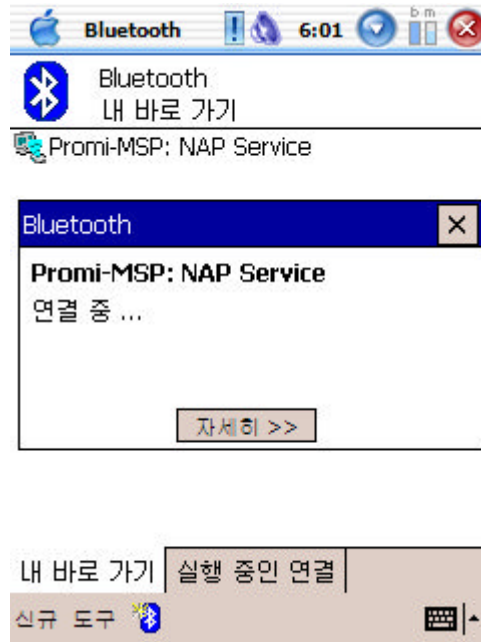 Bluetooth 6:01 b m
Bluetooth
내 바로 가기
Promi-MSP: NAP Service
Bluetooth
Promi-MSP: NAP Service
연결 중 ...
자세히 >>
내 바로 가기 실행 중인 연결
신규 도구